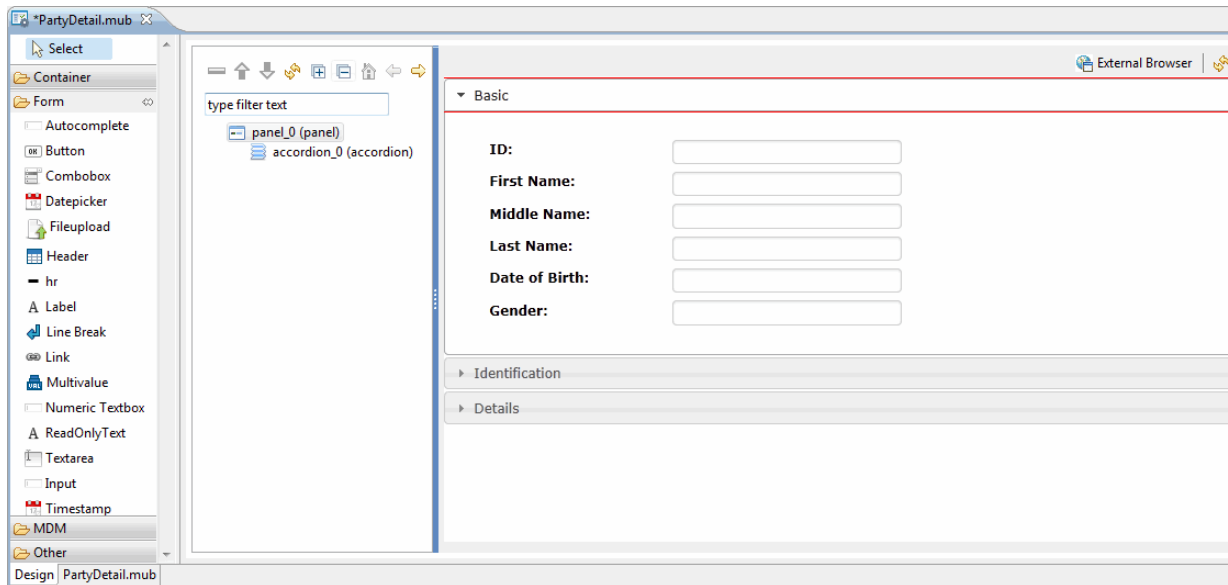 *PartyDetail.mub
Select
Container
Form
Autocomplete
OK Button
Combobox
Datepicker
Fileupload
Header
hr
A Label
Line Break
Link
Multivalue
Numeric Textbox
A ReadOnlyText
Textarea
Input
Timestamp
MDM
Other
Design PartyDetail.mub
type filter text
panel_0 (panel)
accordion_0 (accordion)
External Browser
Basic
ID:
First Name:
Middle Name:
Last Name:
Date of Birth:
Gender:
Identification
Details